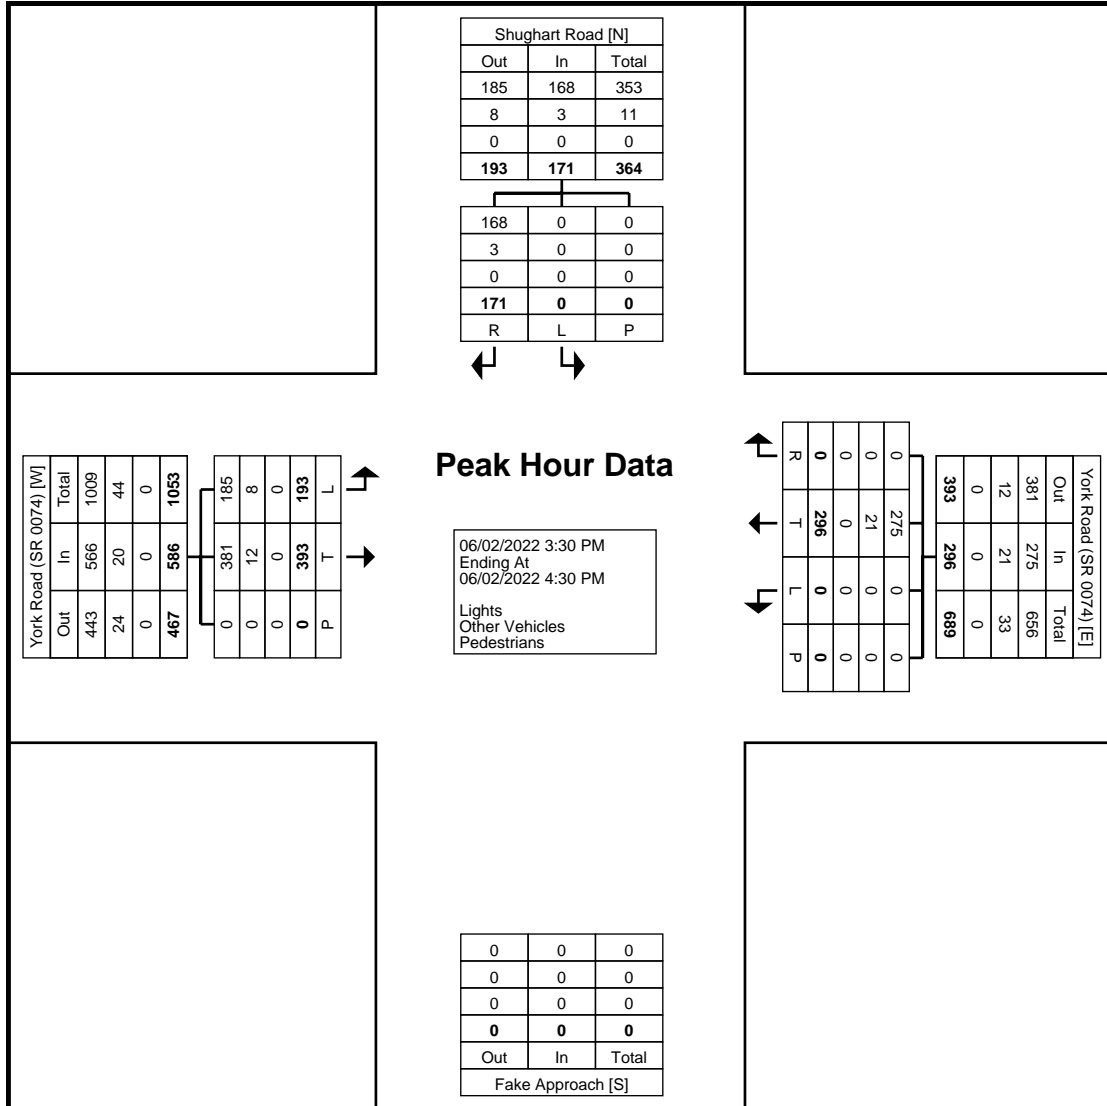 Shughart Road [N]
Out In Total
185 168 353
8 3 11
0 0 0
193 171 364
168 0 0
3 0 0
0 0 0
171 0 0
R L P
York Road (SR 0074) [W]
Total In Out
1009 566 443
44 20 24
0 0 0
1053 586 467
185 381 0
8 12 0
0 0 0
193 393 0
L T P
Peak Hour Data
06/02/2022 3:30 PM
Ending At
06/02/2022 4:30 PM
Lights
Other Vehicles
Pedestrians
R T L P
0 296 0 0
0 0 0 0
0 21 0 0
0 275 0 0
York Road (SR 0074) [E]
Out In Total
381 275 656
12 21 33
0 0 0
393 296 689
0 0 0
0 0 0
0 0 0
0 0 0
Out In Total
Fake Approach [S]